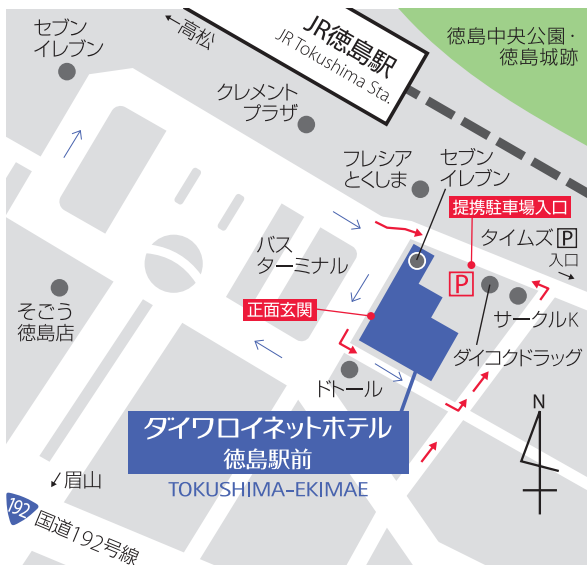 セブン
イレブン
←高松
JR徳島駅
JR Tokushima Sta.
徳島中央公園・
徳島城跡
クレメント
プラザ
フレシア
とくしま
セブン
イレブン
提携駐車場入口
タイムズP
入口
バス
ターミナル
P
そごう
徳島店
正面玄関
サークルK
ダイコクドラッグ
ドトール
ダイワロイネットホテル
徳島駅前
TOKUSHIMA-EKIMAE
N
眉山
192
国道192号線